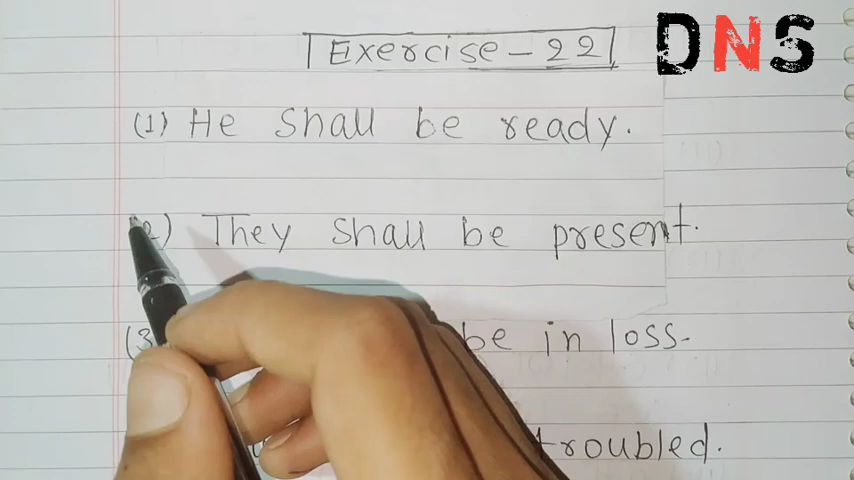 DNS
Exercise - 22
(1) He shall be ready.
They shall be present.
be in loss.
troubled.